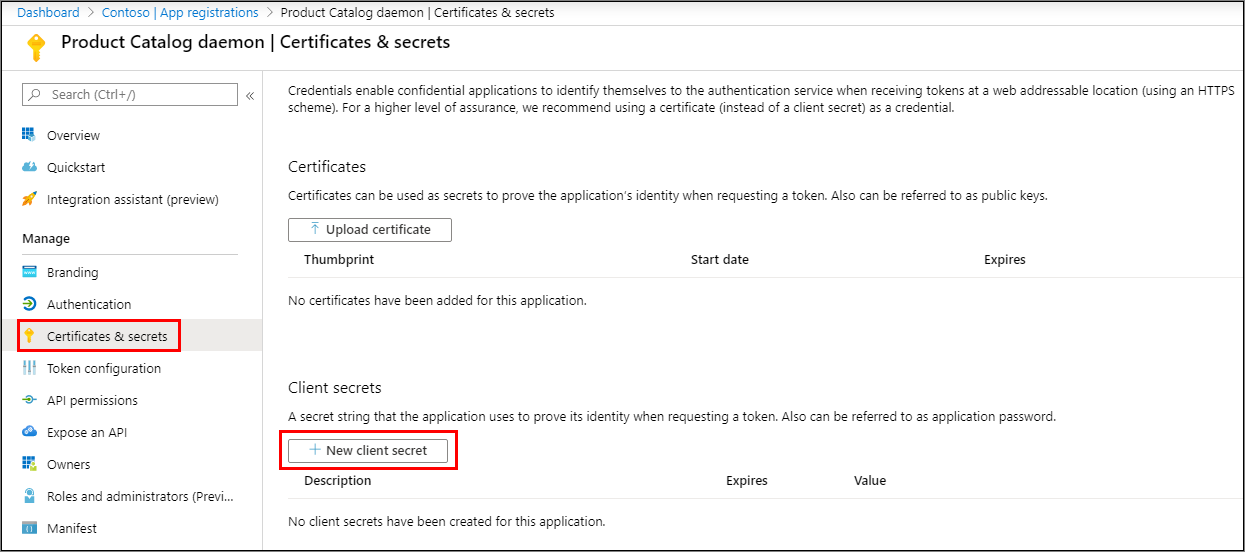 Dashboard > Contoso | App registrations > Product Catalog daemon | Certificates & secrets
Product Catalog daemon | Certificates & secrets
Search (Ctrl+/)
«
Overview
Quickstart
Integration assistant (preview)
Manage
Branding
Authentication
Certificates & secrets
Token configuration
API permissions
Expose an API
Owners
Roles and administrators (Previ...
Manifest
Credentials enable confidential applications to identify themselves to the authentication service when receiving tokens at a web addressable location (using an HTTPS
scheme). For a higher level of assurance, we recommend using a certificate (instead of a client secret) as a credential.
Certificates
Certificates can be used as secrets to prove the application's identity when requesting a token. Also can be referred to as public keys.
Upload certificate
Thumbprint Start date Expires
No certificates have been added for this application.
Client secrets
A secret string that the application uses to prove its identity when requesting a token. Also can be referred to as application password.
New client secret
Description Expires Value
No client secrets have been created for this application.